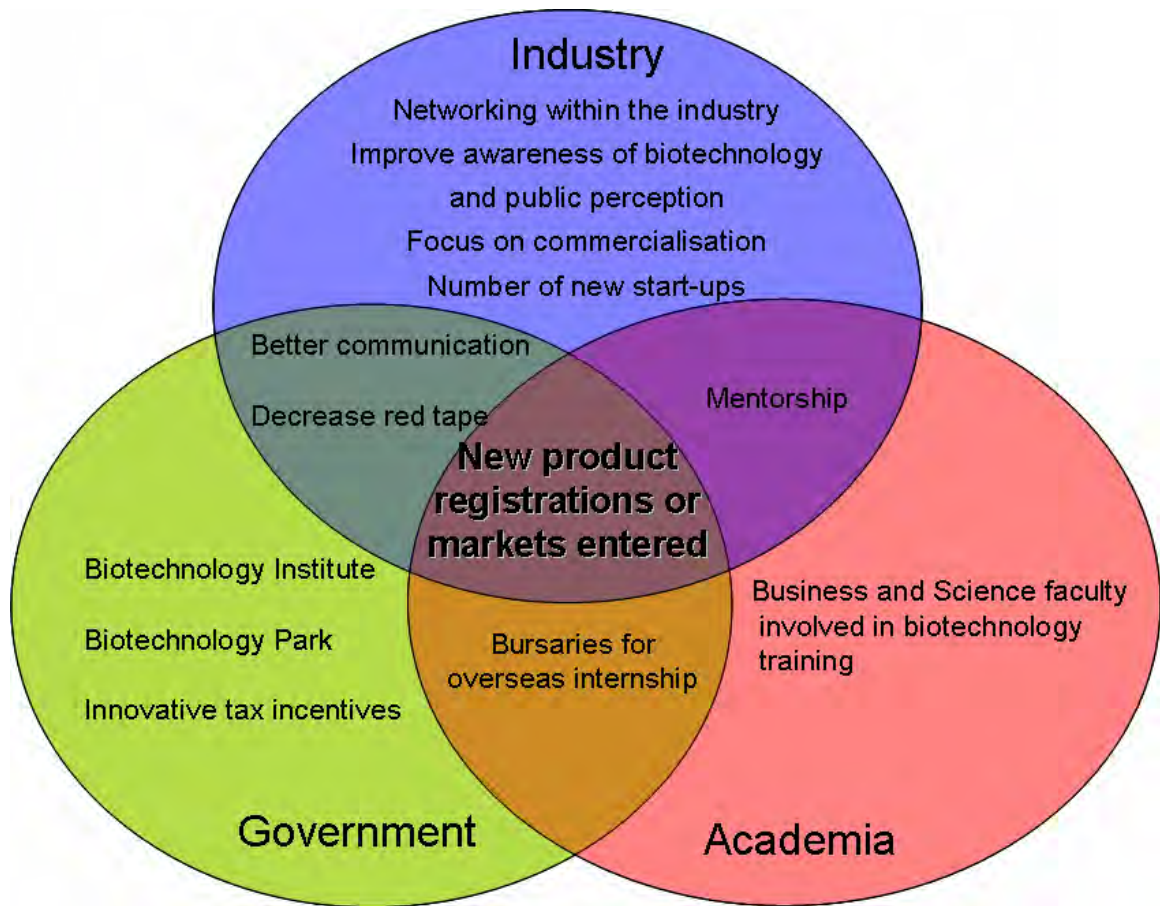 Industry
Networking within the industry
Improve awareness of biotechnology
and public perception
Focus on commercialisation
Number of new start-ups
Better communication
Decrease red tape
Mentorship
New product
registrations or
markets entered
Biotechnology Institute
Biotechnology Park
Innovative tax incentives
Bursaries for
overseas internship
Business and Science faculty
involved in biotechnology
training
Government
Academia